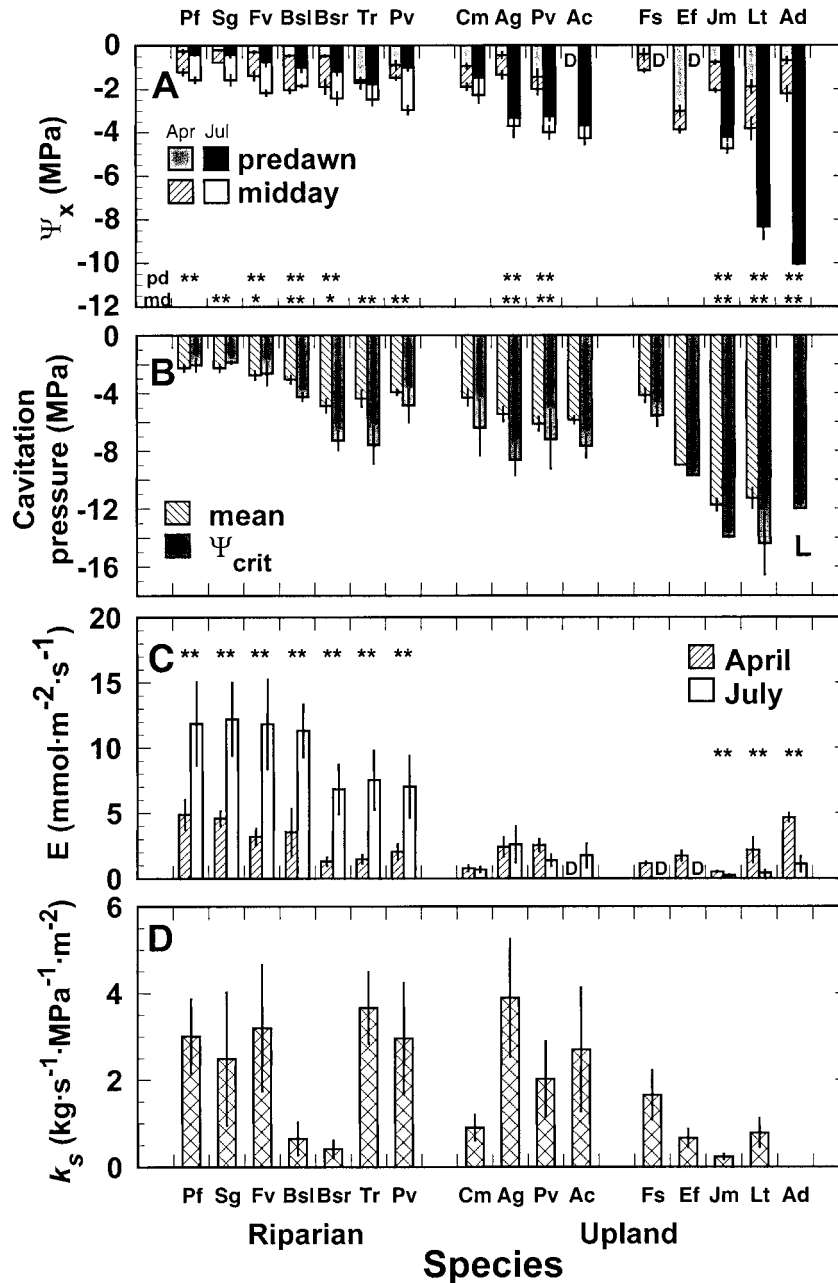 Pf Sg Fv Bsl Bsr Tr Pv Cm Ag Pv Ac Fs Ef Jm Lt Ad
A
Ψx (MPa)
0
-2
-4
-6
-8
-10
-12
D D D
Apr Jul
predawn
midday
pd ** ** ** ** ** ** ** ** **
md ** * ** * ** ** ** ** ** ** **
B
Cavitation pressure (MPa)
0
-4
-8
-12
-16
mean
Ψcrit
L
C
E (mmol·m-2·s-1)
20
15
10
5
0
** ** ** ** ** ** ** ** ** **
April
July
D D D
D
ks (kg·s-1·MPa-1·m-2)
6
4
2
0
Pf Sg Fv Bsl Bsr Tr Pv Cm Ag Pv Ac Fs Ef Jm Lt Ad
Riparian Upland
Species